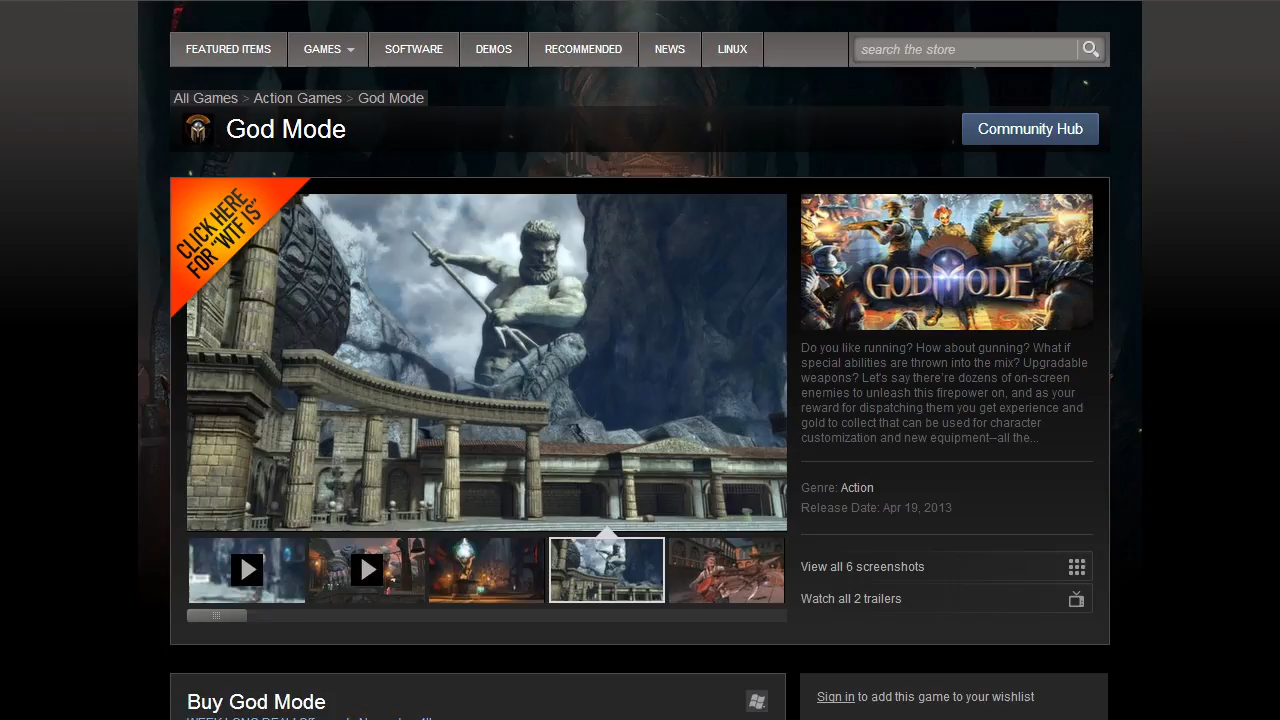 FEATURED ITEMS GAMES SOFTWARE DEMOS RECOMMENDED NEWS LINUX search the store
All Games > Action Games > God Mode
God Mode
Community Hub
CLICK HERE
FOR "WTF IS"
GODMODE
Do you like running? How about gunning? What if
special abilities are thrown into the mix? Upgradable
weapons? Let's say there're dozens of on-screen
enemies to unleash this firepower on, and as your
reward for dispatching them you get experience and
gold to collect that can be used for character
customization and new equipment--all the...
Genre: Action
Release Date: Apr 19, 2013
View all 6 screenshots
Watch all 2 trailers
Buy God Mode
Sign in to add this game to your wishlist